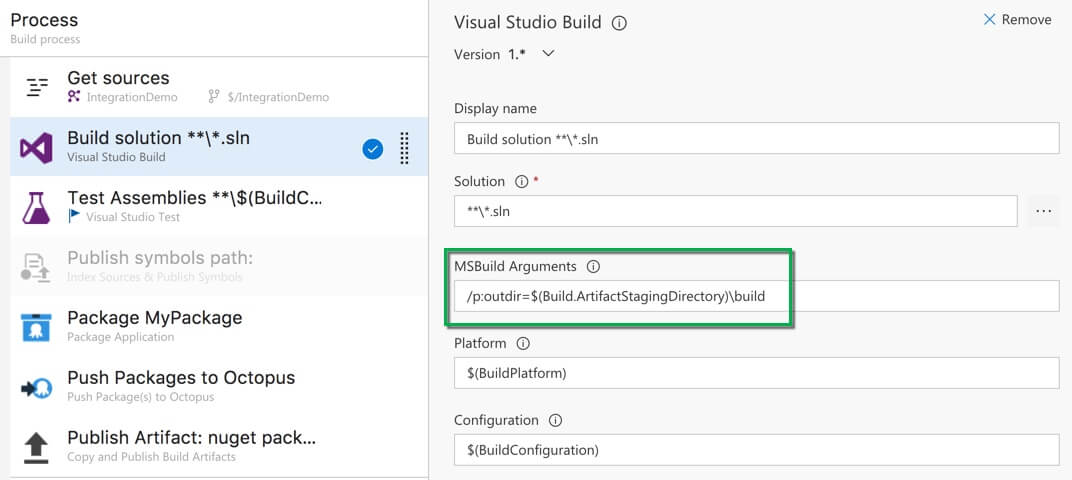 Process
Build process
Get sources
IntegrationDemo $/IntegrationDemo
Build solution **\*.sln
Visual Studio Build
Test Assemblies **\$(BuildC...
Visual Studio Test
Publish symbols path:
Index Sources & Publish Symbols
Package MyPackage
Package Application
Push Packages to Octopus
Push Package(s) to Octopus
Publish Artifact: nuget pack...
Copy and Publish Build Artifacts
Visual Studio Build
Remove
Version 1.*
Display name
Build solution **\*.sln
Solution *
**\*.sln
...
MSBuild Arguments
/p:outdir=$(Build.ArtifactStagingDirectory)\build
Platform
$(BuildPlatform)
Configuration
$(BuildConfiguration)